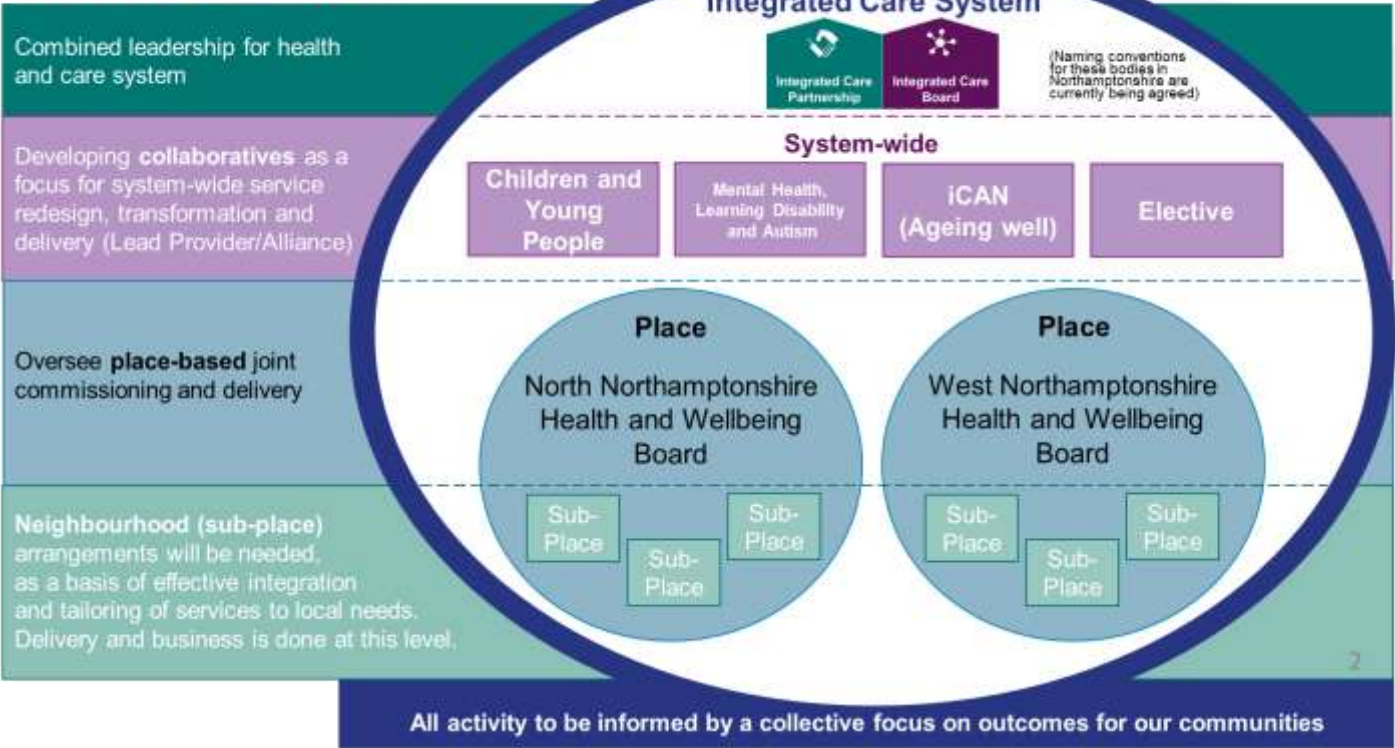 Integrated Care System
Combined leadership for health
and care system
Integrated Care
Partnership
Integrated Care
Board
(Naming conventions
for these bodies in
Northamptonshire are
currently being agreed)
Developing collaboratives as a
focus for system-wide service
redesign, transformation and
delivery (Lead Provider/Alliance)
System-wide
Children and
Young
People
Mental Health,
Learning Disability
and Autism
iCAN
(Ageing well)
Elective
Oversee place-based joint
commissioning and delivery
Place
North Northamptonshire
Health and Wellbeing
Board
Place
West Northamptonshire
Health and Wellbeing
Board
Neighbourhood (sub-place)
arrangements will be needed,
as a basis of effective integration
and tailoring of services to local needs.
Delivery and business is done at this level.
Sub-
Place
Sub-
Place
Sub-
Place
Sub-
Place
Sub-
Place
Sub-
Place
2
All activity to be informed by a collective focus on outcomes for our communities